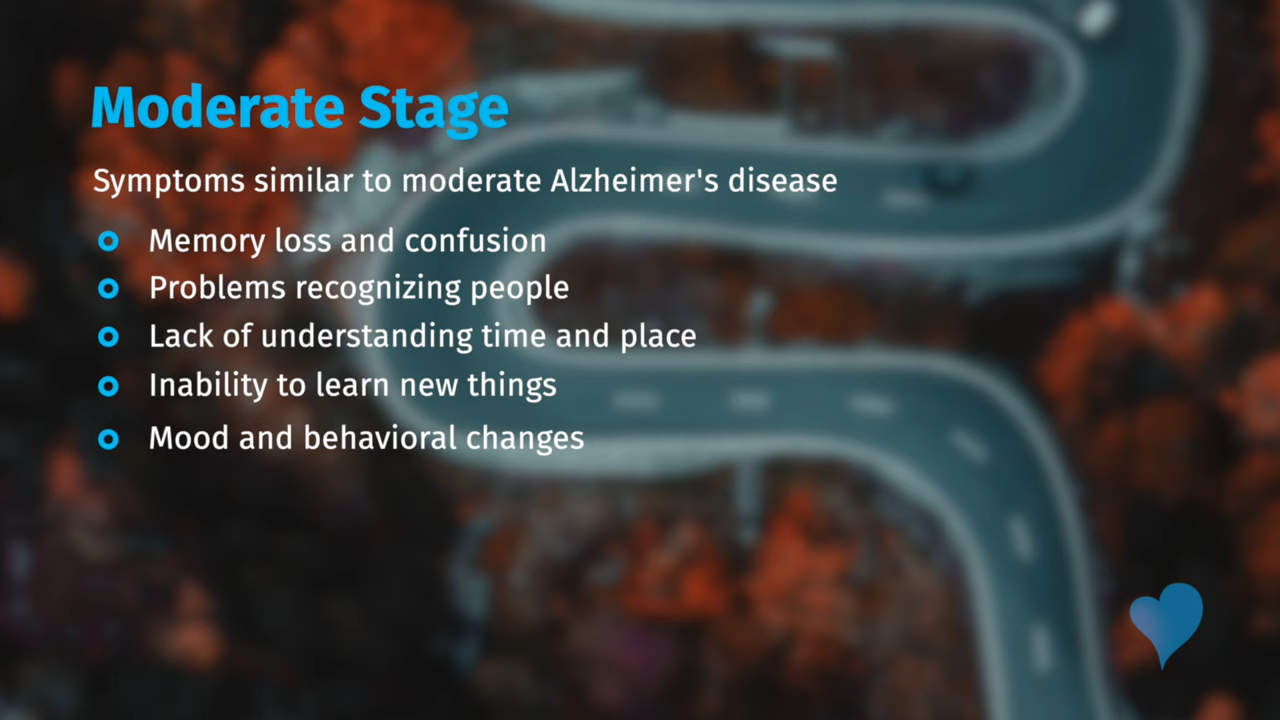 Moderate Stage
Symptoms similar to moderate Alzheimer's disease
Memory loss and confusion
Problems recognizing people
Lack of understanding time and place
Inability to learn new things
Mood and behavioral changes